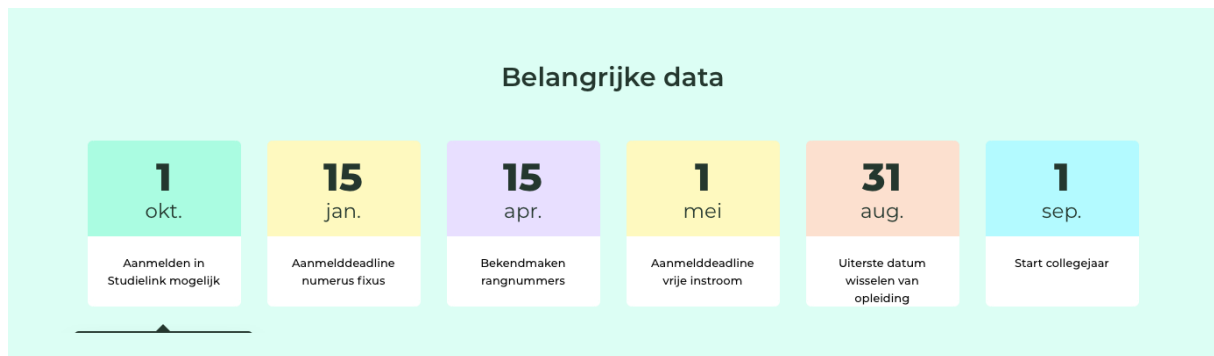 Belangrijke data
1
okt.
Aanmelden in
Studielink mogelijk
15
jan.
Aanmelddeadline
numerus fixus
15
apr.
Bekendmaken
rangnummers
1
mei
Aanmelddeadline
vrije instroom
31
aug.
Uiterste datum
wisselen van
opleiding
1
sep.
Start collegejaar